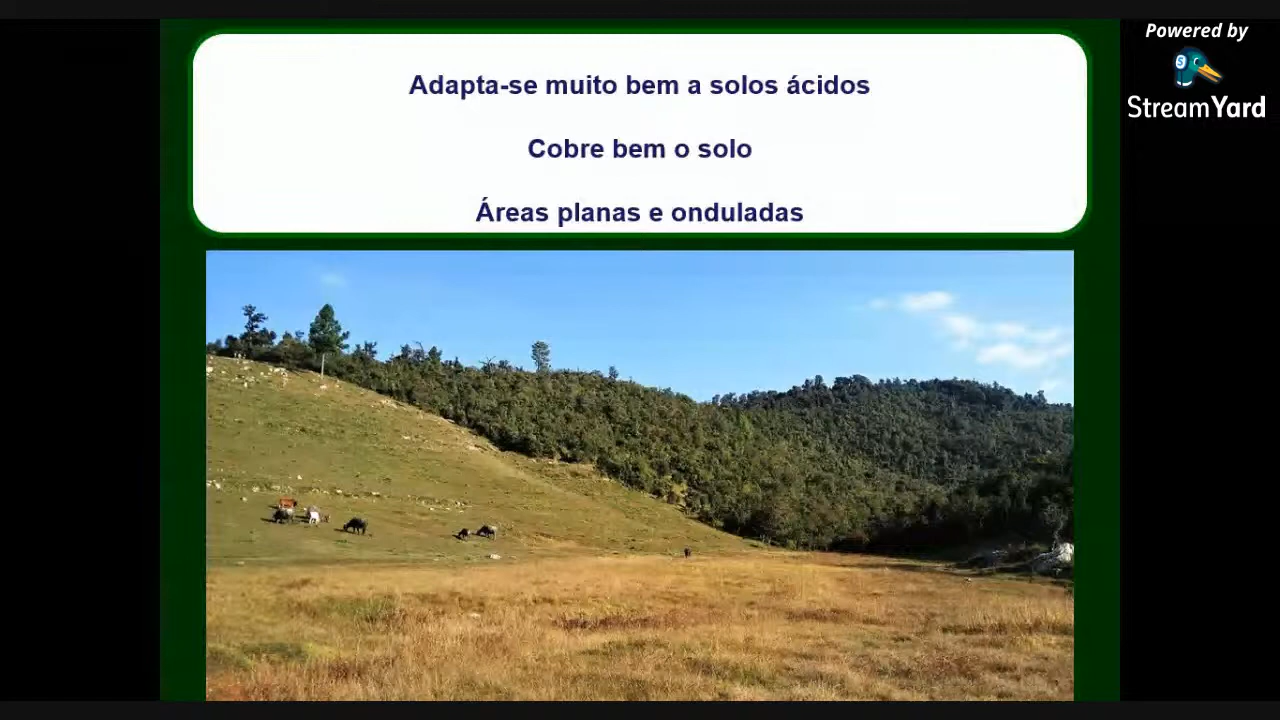 Powered by
StreamYard
Adapta-se muito bem a solos ácidos
Cobre bem o solo
Áreas planas e onduladas